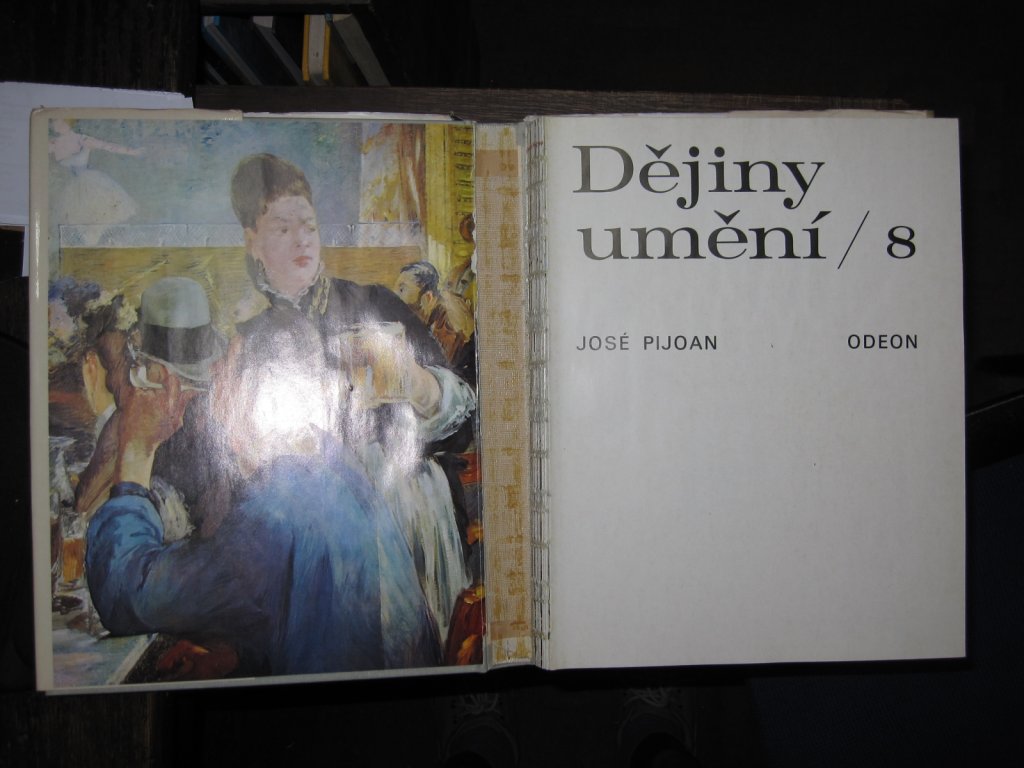 Dějiny
umění / 8
JOSÉ PIJOAN ODEON